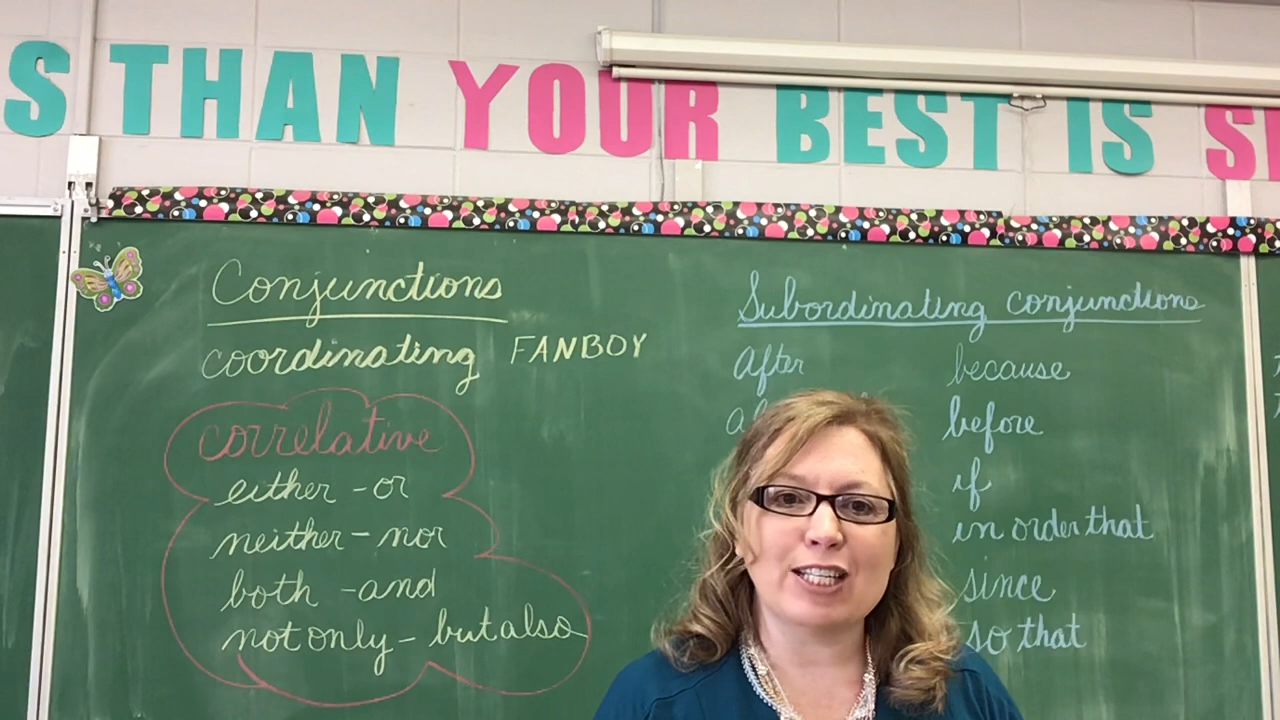 S THAN YOUR BEST IS
Conjunctions
coordinating FANBOY
correlative
either - or
neither - nor
both - and
not only - but also
Subordinating conjunctions
After because
before
if
in order that
since
so that